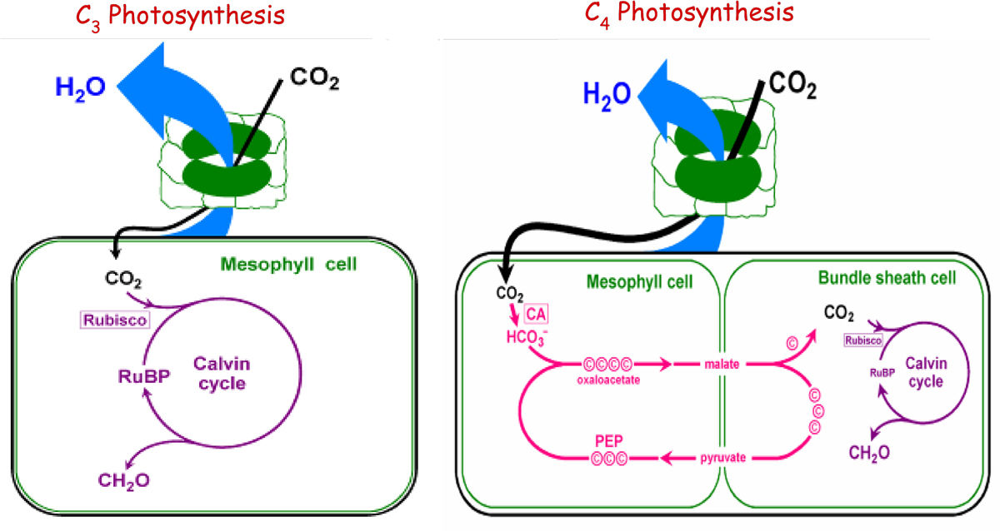 C₃ Photosynthesis
H₂O
CO₂
CO₂
Mesophyll cell
Rubisco
RuBP
Calvin
cycle
CH₂O
C₄ Photosynthesis
H₂O
CO₂
Mesophyll cell
CO₂
CA
HCO₃⁻
©©©©
oxaloacetate
malate
PEP
©©©
pyruvate
Bundle sheath cell
©
CO₂
©
©
©
Rubisco
RuBP
Calvin
cycle
CH₂O